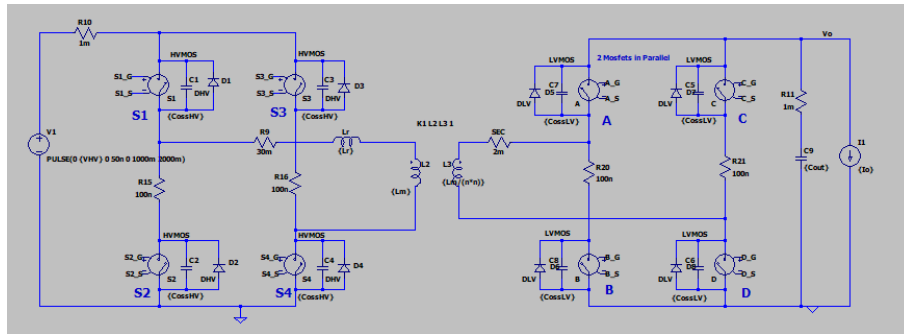 R10
1m
HVMOS
S1_G
S1_S
S1
C1
D1
DHV
{CossHV}
S1
HVMOS
S3_G
S3_S
S3
C3
D3
DHV
{CossHV}
S3
V1
PULSE(0 {VHV} 0 50n 0 1000m 2000m)
R9
30m
Lr
{Lr}
K1 L2 L3 1
L2
{Lm}
L3
{Lm/(n*n)}
SEC
2m
R15
100n
R16
100n
HVMOS
S2_G
S2_S
S2
C2
D2
DHV
{CossHV}
S2
HVMOS
S4_G
S4_S
S4
C4
D4
DHV
{CossHV}
S4
LVMOS
2 Mosfets in Parallel
DLV
C7
D5
A
A_G
A_S
{CossLV}
A
LVMOS
DLV
C5
D7
C
C_G
C_S
{CossLV}
C
Vo
R11
1m
C9
{Cout}
I1
{Io}
R20
100n
R21
100n
LVMOS
DLV
C8
D6
B
B_G
B_S
{CossLV}
B
LVMOS
DLV
C6
D
D_G
D_S
{CossLV}
D